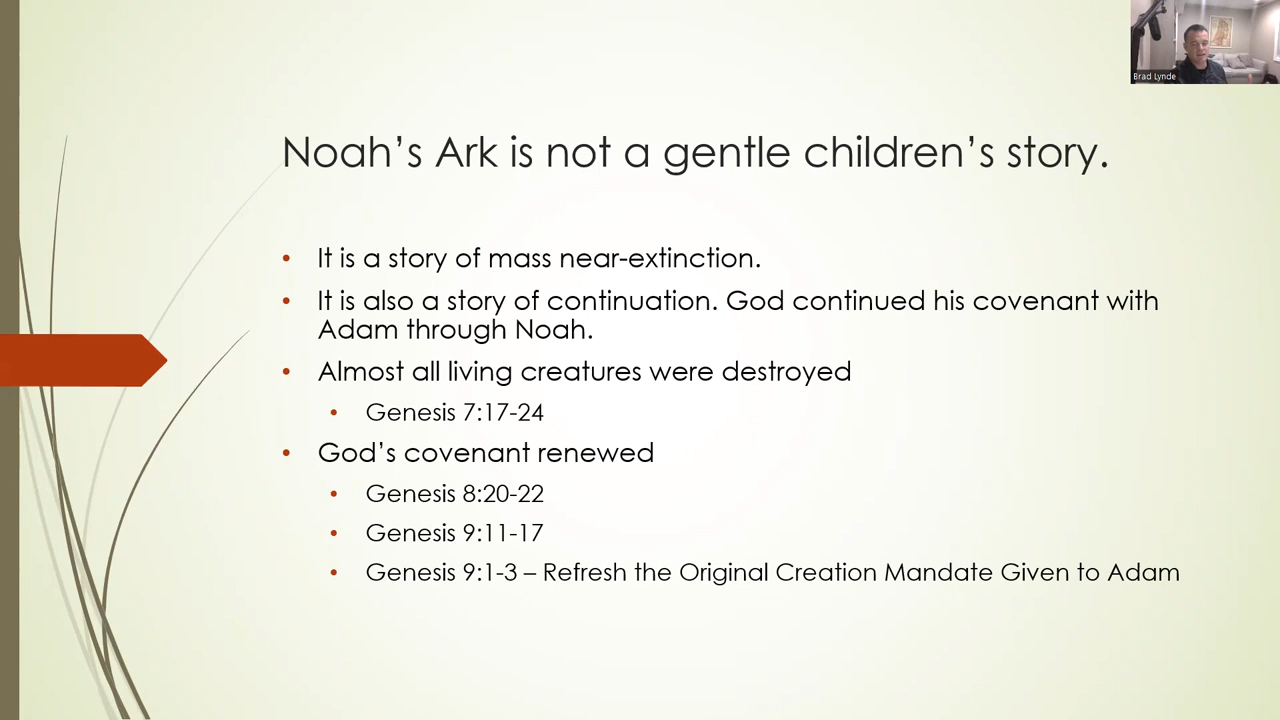 Brad Lynde
Noah’s Ark is not a gentle children’s story.
• It is a story of mass near-extinction.
• It is also a story of continuation. God continued his covenant with
Adam through Noah.
• Almost all living creatures were destroyed
• Genesis 7:17-24
• God’s covenant renewed
• Genesis 8:20-22
• Genesis 9:11-17
• Genesis 9:1-3 – Refresh the Original Creation Mandate Given to Adam